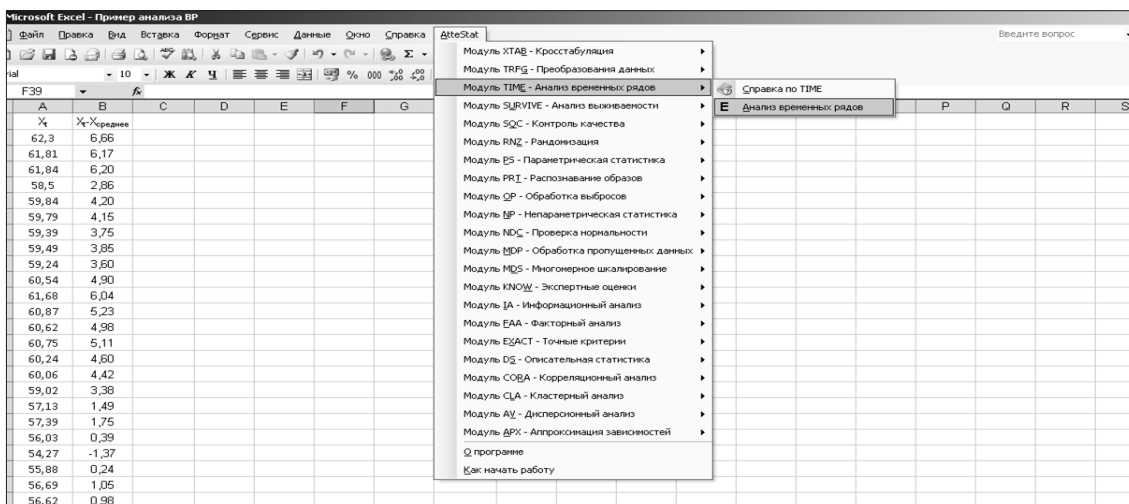 Microsoft Excel - Пример анализа ВР
Файл Правка Вид Вставка Формат Сервис Данные Окно Справка AtteStat Введите вопрос
10 Ж К Ч % 000
F39 fx
A B C D E F G P Q R S
Xt Xt-Xсреднее
62,3 6,66
61,81 6,17
61,84 6,20
58,5 2,86
59,84 4,20
59,79 4,15
59,39 3,75
59,49 3,85
59,24 3,60
60,54 4,90
61,68 6,04
60,87 5,23
60,62 4,98
60,75 5,11
60,24 4,60
60,06 4,42
59,02 3,38
57,13 1,49
57,39 1,75
56,03 0,39
54,27 -1,37
55,88 0,24
56,69 1,05
56,62 0,98
Модуль XTAB - Кросстабуляция
Модуль TRFG - Преобразования данных
Модуль TIME - Анализ временных рядов
Модуль SURVIVE - Анализ выживаемости
Модуль SQC - Контроль качества
Модуль RNZ - Рандомизация
Модуль PS - Параметрическая статистика
Модуль PRT - Распознавание образов
Модуль OP - Обработка выбросов
Модуль NP - Непараметрическая статистика
Модуль NDC - Проверка нормальности
Модуль MDP - Обработка пропущенных данных
Модуль MDS - Многомерное шкалирование
Модуль KNOW - Экспертные оценки
Модуль IA - Информационный анализ
Модуль FAA - Факторный анализ
Модуль EXACT - Точные критерии
Модуль DS - Описательная статистика
Модуль CORA - Корреляционный анализ
Модуль CLA - Кластерный анализ
Модуль AV - Дисперсионный анализ
Модуль APX - Аппроксимация зависимостей
О программе
Как начать работу
Справка по TIME
E Анализ временных рядов